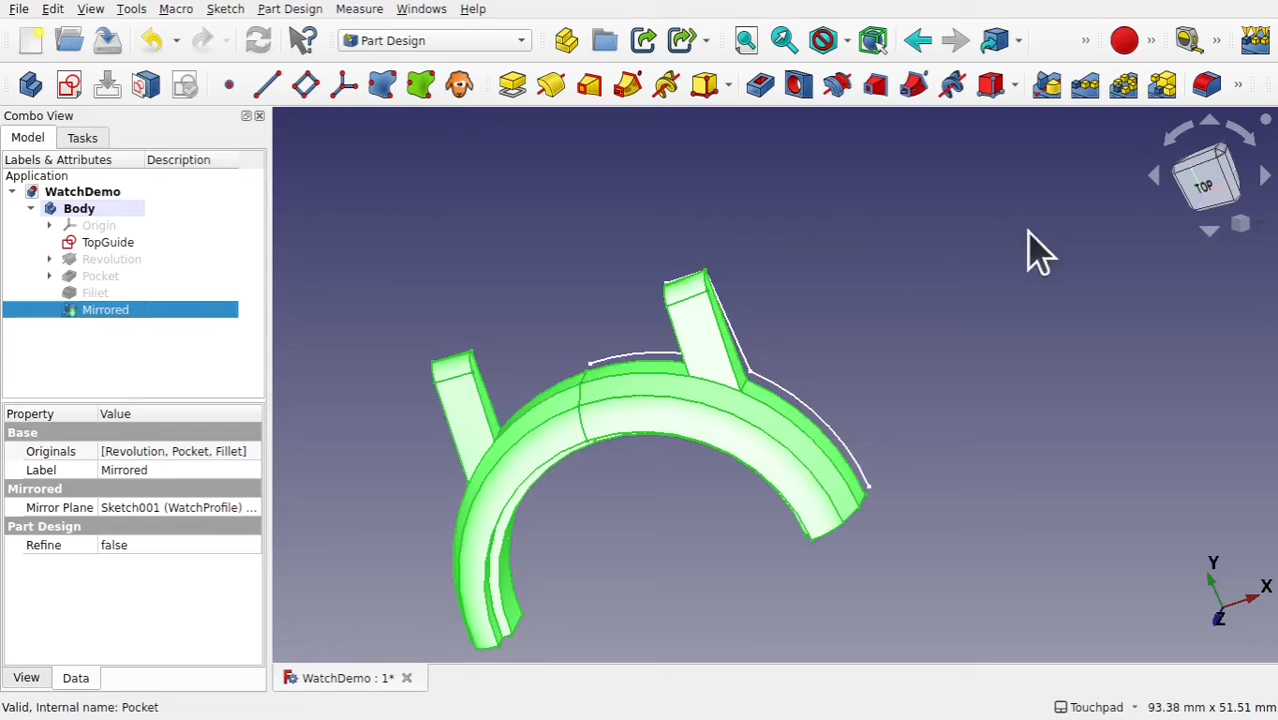 File Edit View Tools Macro Sketch Part Design Measure Windows Help
Part Design
Combo View
Model Tasks
Labels & Attributes Description
Application
WatchDemo
Body
Origin
TopGuide
Revolution
Pocket
Fillet
Mirrored
Property Value
Base
Originals [Revolution, Pocket, Fillet]
Label Mirrored
Mirrored
Mirror Plane Sketch001 (WatchProfile) ...
Part Design
Refine false
View Data
TOP
Y
X
Z
WatchDemo : 1*
Valid, Internal name: Pocket
Touchpad 93.38 mm x 51.51 mm